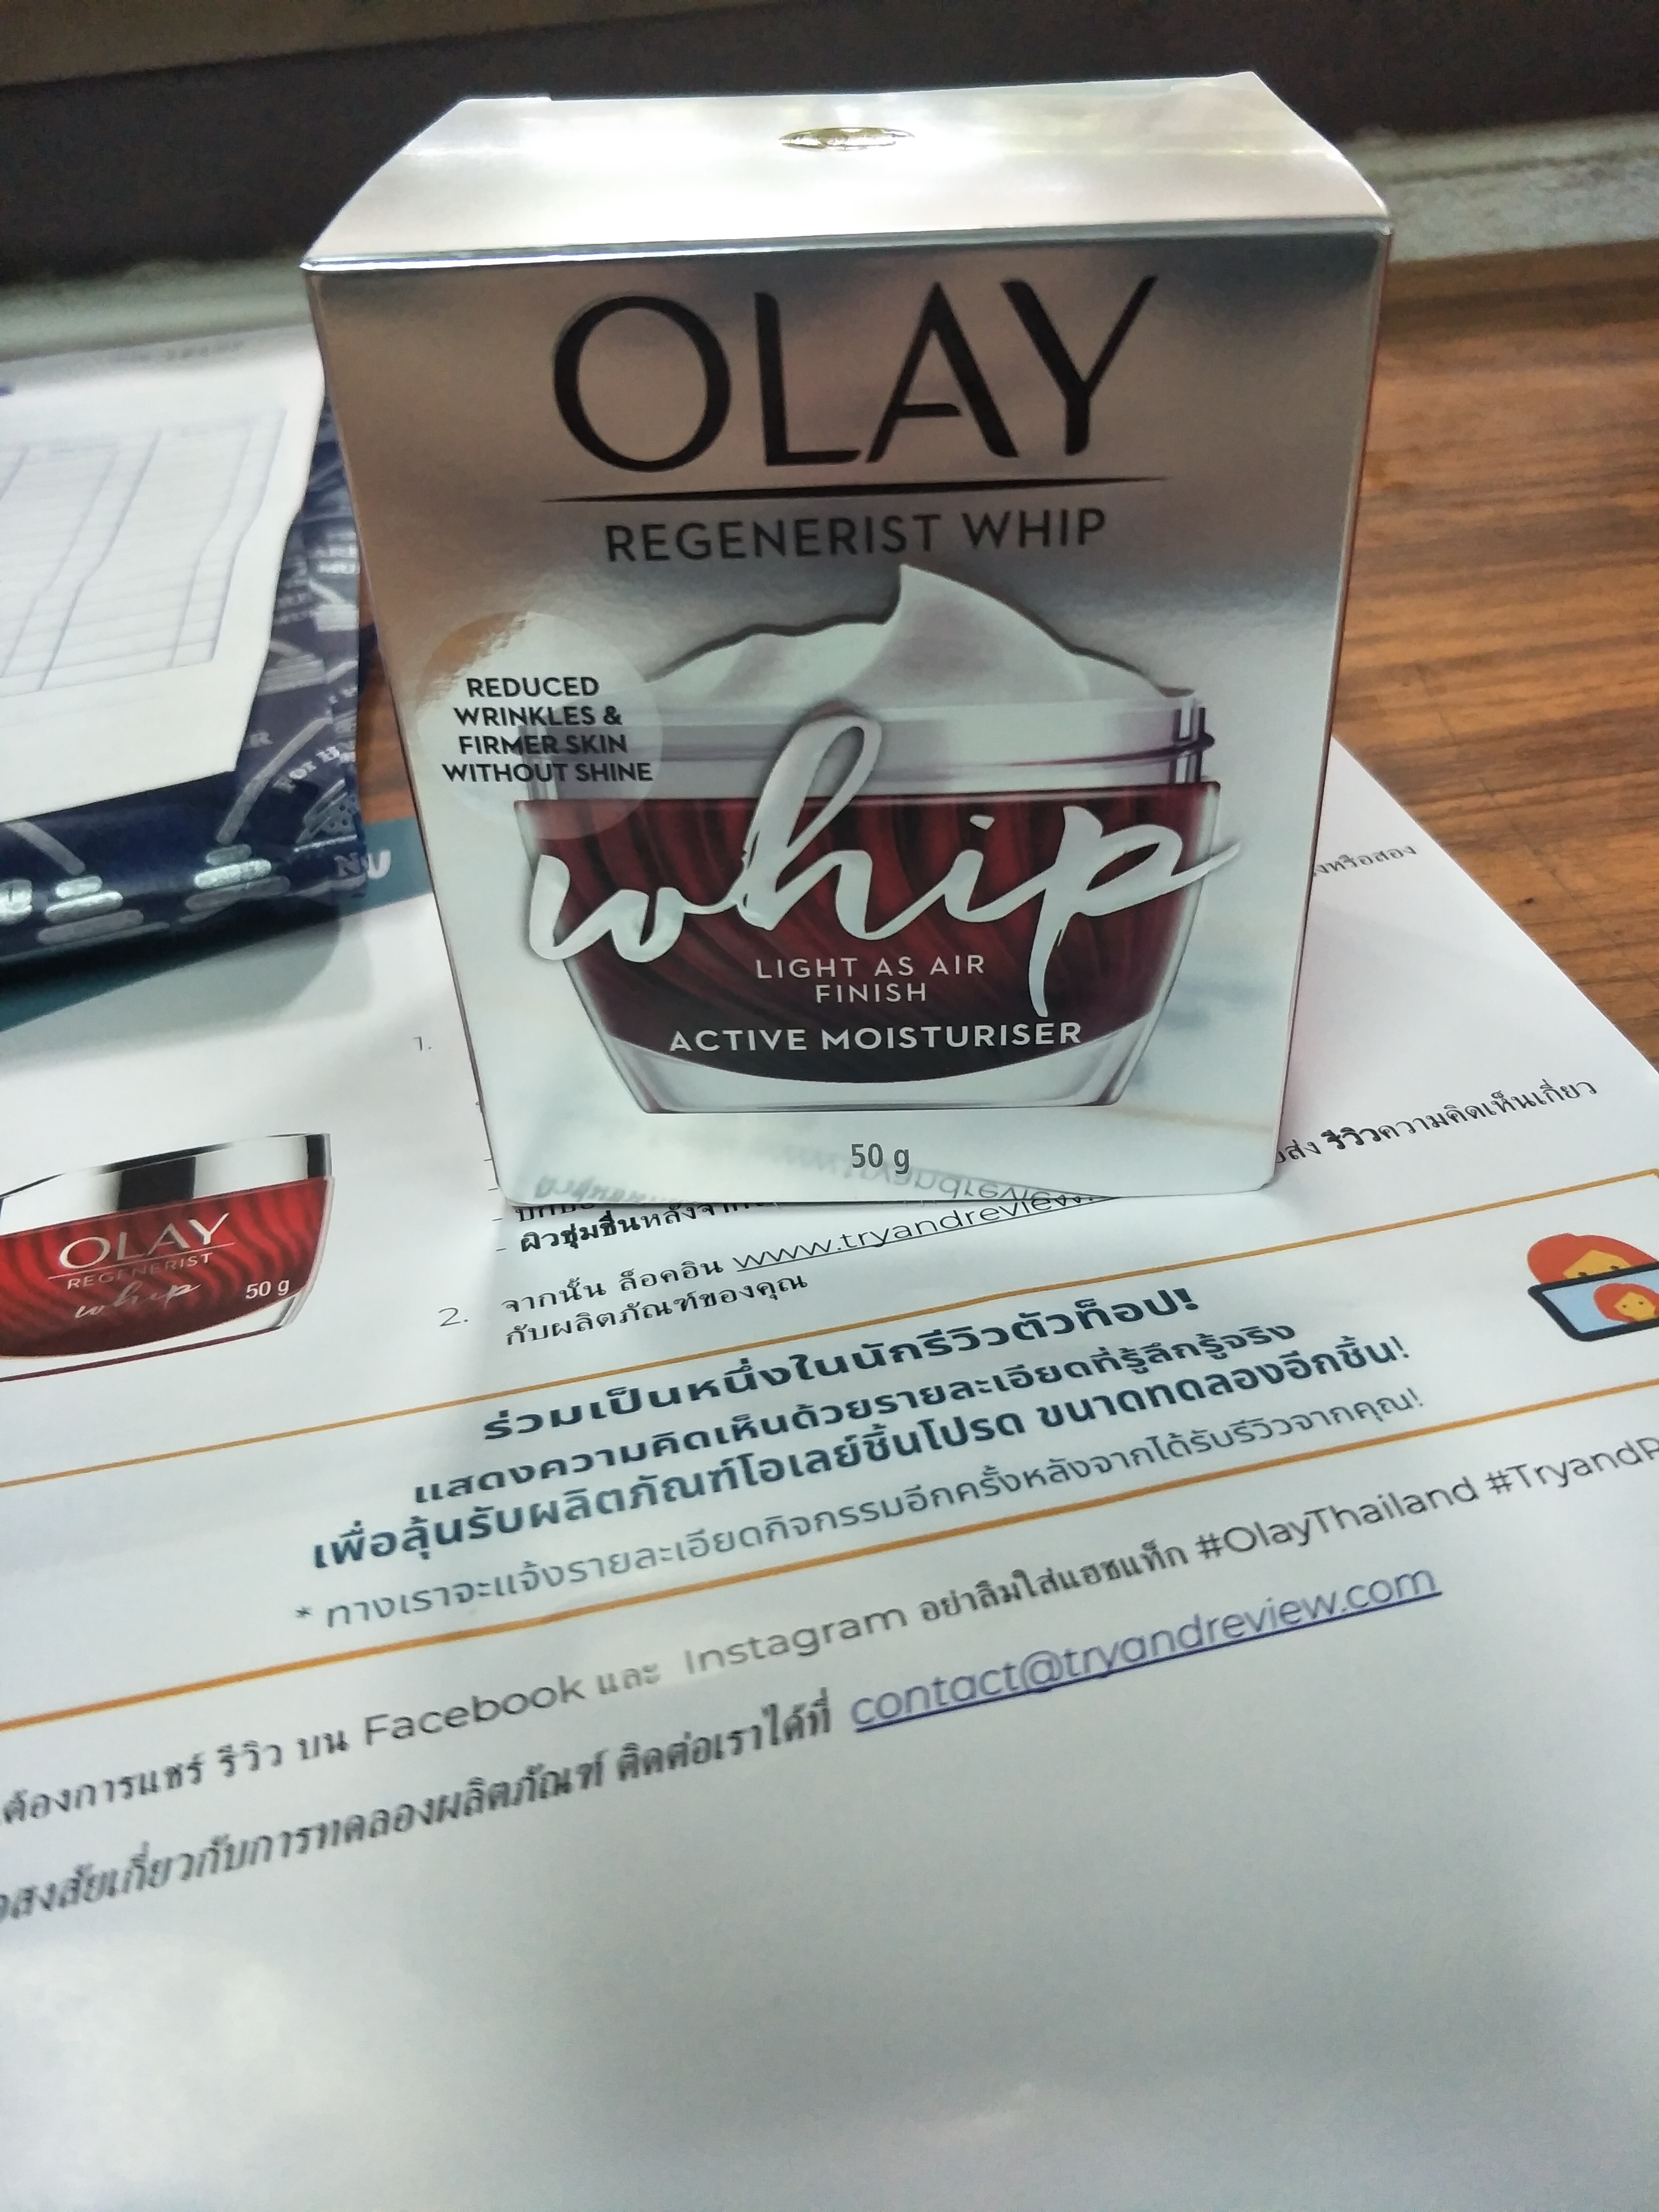 OLAY
REGENERIST WHIP
REDUCED
WRINKLES &
FIRMER SKIN
WITHOUT SHINE
whip
LIGHT AS AIR
FINISH
ACTIVE MOISTURISER
50 g
OLAY
REGENERIST
whip
50 g
1.
ส่ง รีวิวความคิดเห็นเกี่ยว
- ผิวชุ่มชื่นหลังจาก
2. จากนั้น ล็อคอิน www.tryandreview.
กับผลิตภัณฑ์ของคุณ
ร่วมเป็นหนึ่งในนักรีวิวตัวท็อป!
แสดงความคิดเห็นด้วยรายละเอียดที่รู้สึกรู้จริง
เพื่อลุ้นรับผลิตภัณฑ์โอเลย์ชิ้นโปรด ขนาดทดลองอีกชิ้น!
* ทางเราจะแจ้งรายละเอียดกิจกรรมอีกครั้งหลังจากได้รับรีวิวจากคุณ!
ต้องการแชร์ รีวิว บน Facebook และ Instagram อย่าลืมใส่แฮชแท็ก #OlayThailand #TryandR
สงสัยเกี่ยวกับการทดลองผลิตภัณฑ์ ติดต่อเราได้ที่ contact@tryandreview.com